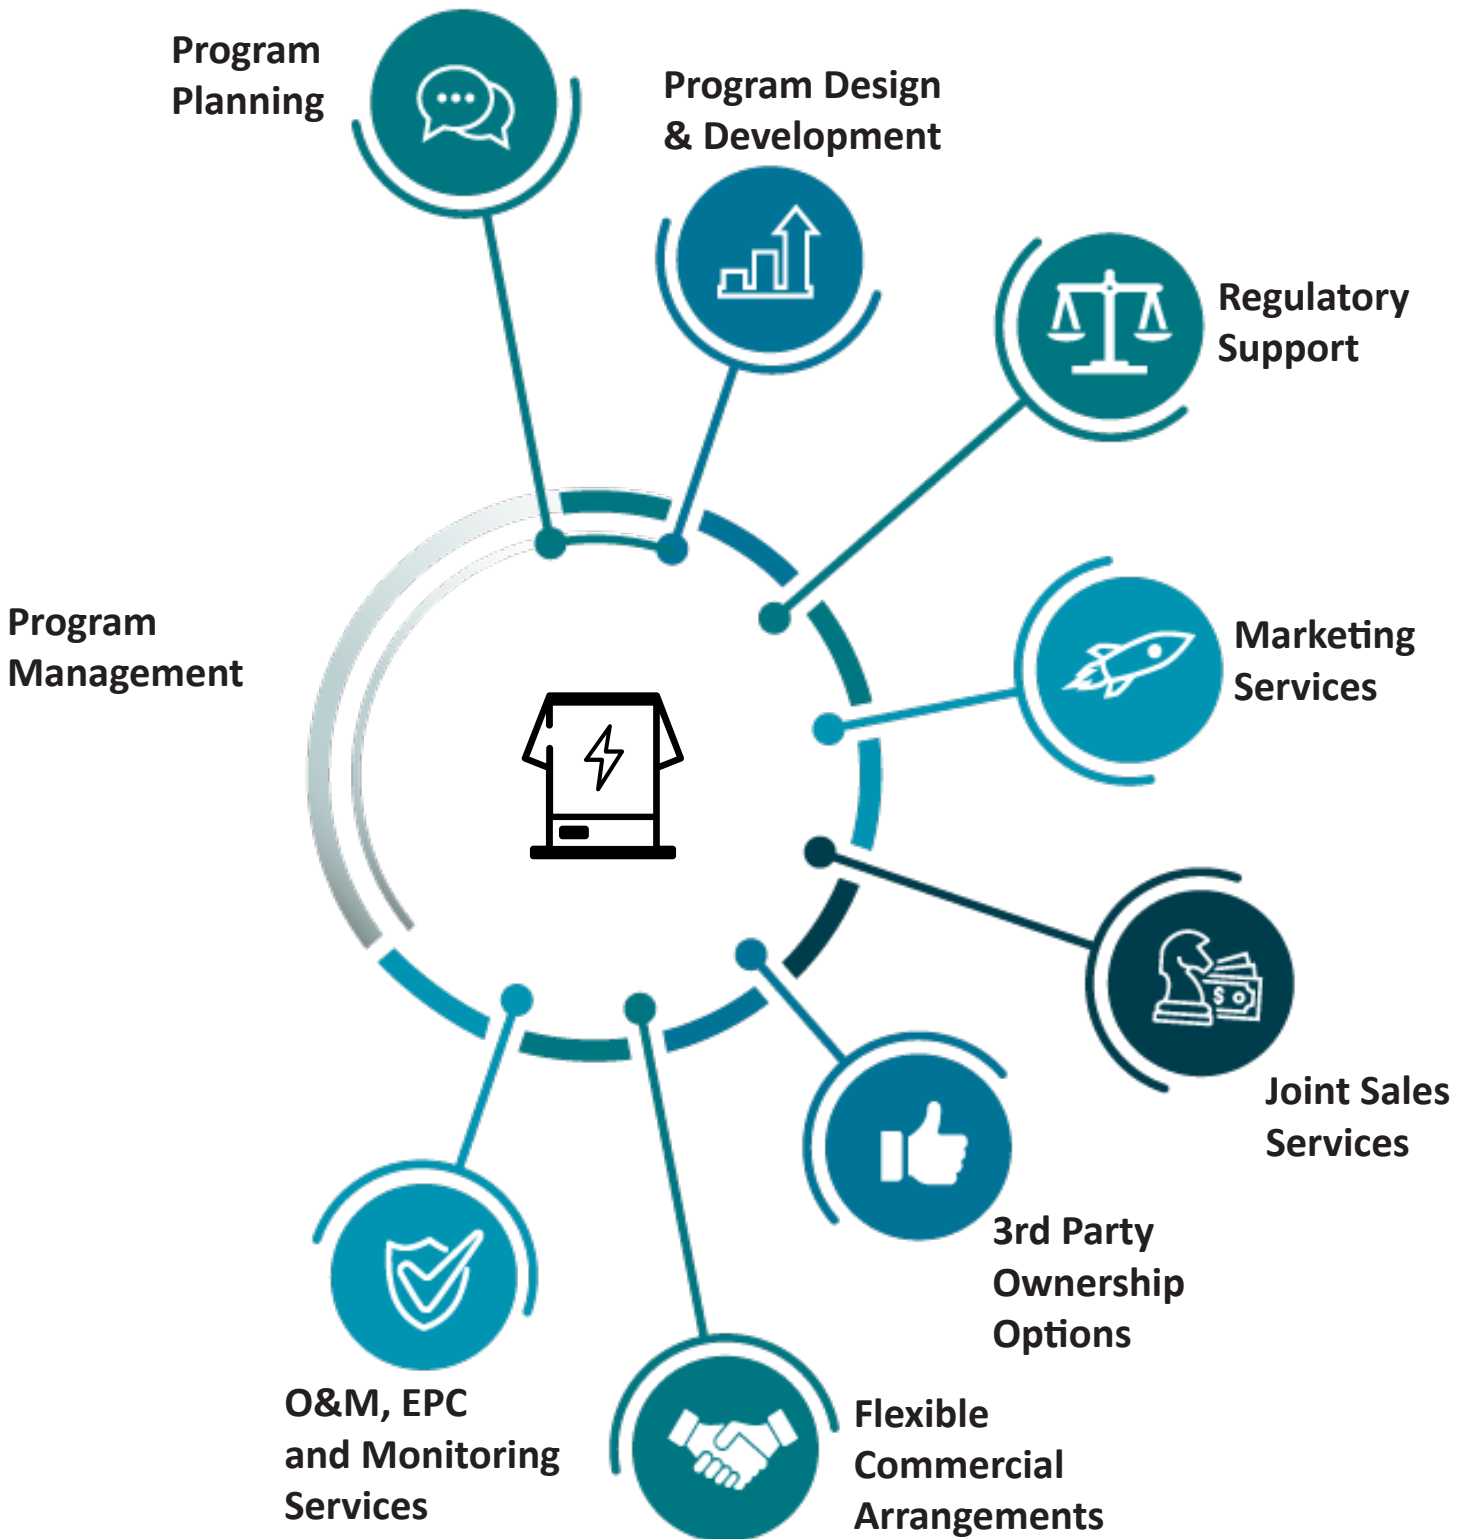 Program
Planning
Program Design
& Development
Regulatory
Support
Marketing
Services
Joint Sales
Services
3rd Party
Ownership
Options
Flexible
Commercial
Arrangements
O&M, EPC
and Monitoring
Services
Program
Management
$